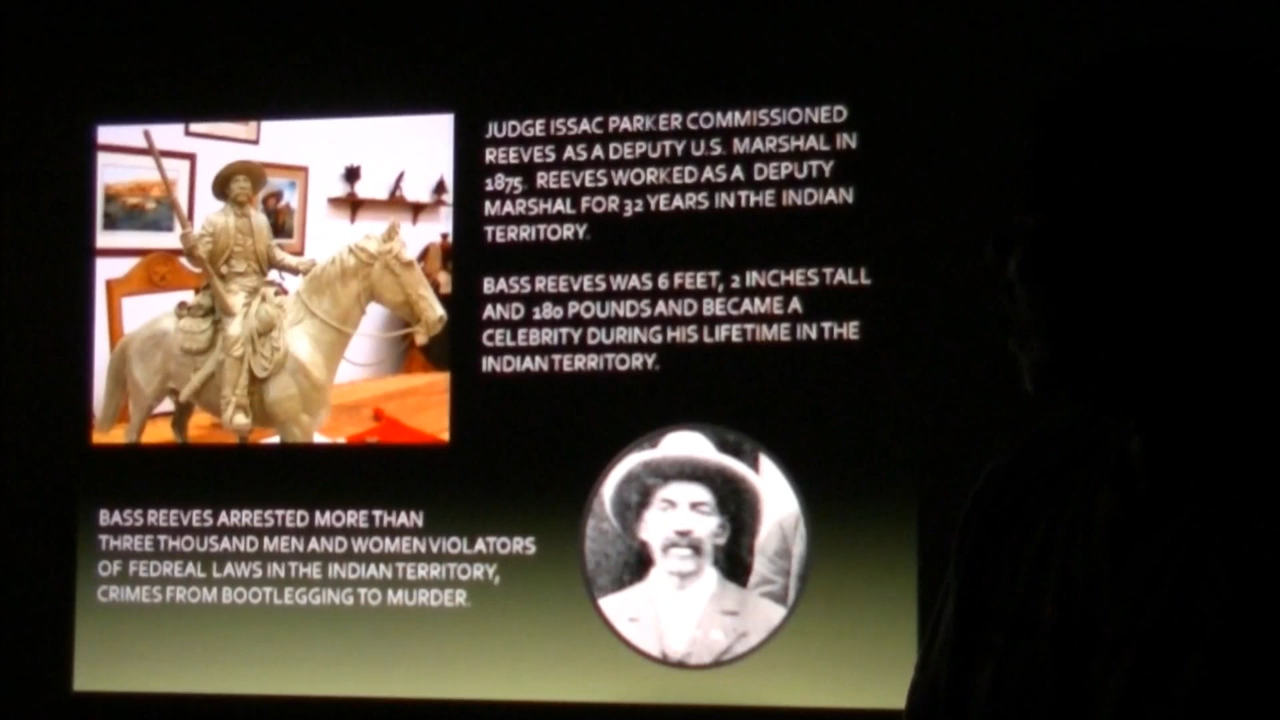 JUDGE ISSAC PARKER COMMISSIONED
REEVES AS A DEPUTY U.S. MARSHAL IN
1875. REEVES WORKED AS A DEPUTY
MARSHAL FOR 32 YEARS IN THE INDIAN
TERRITORY.
BASS REEVES WAS 6 FEET, 2 INCHES TALL
AND 180 POUNDS AND BECAME A
CELEBRITY DURING HIS LIFETIME IN THE
INDIAN TERRITORY.
BASS REEVES ARRESTED MORE THAN
THREE THOUSAND MEN AND WOMEN VIOLATORS
OF FEDREAL LAWS IN THE INDIAN TERRITORY,
CRIMES FROM BOOTLEGGING TO MURDER.